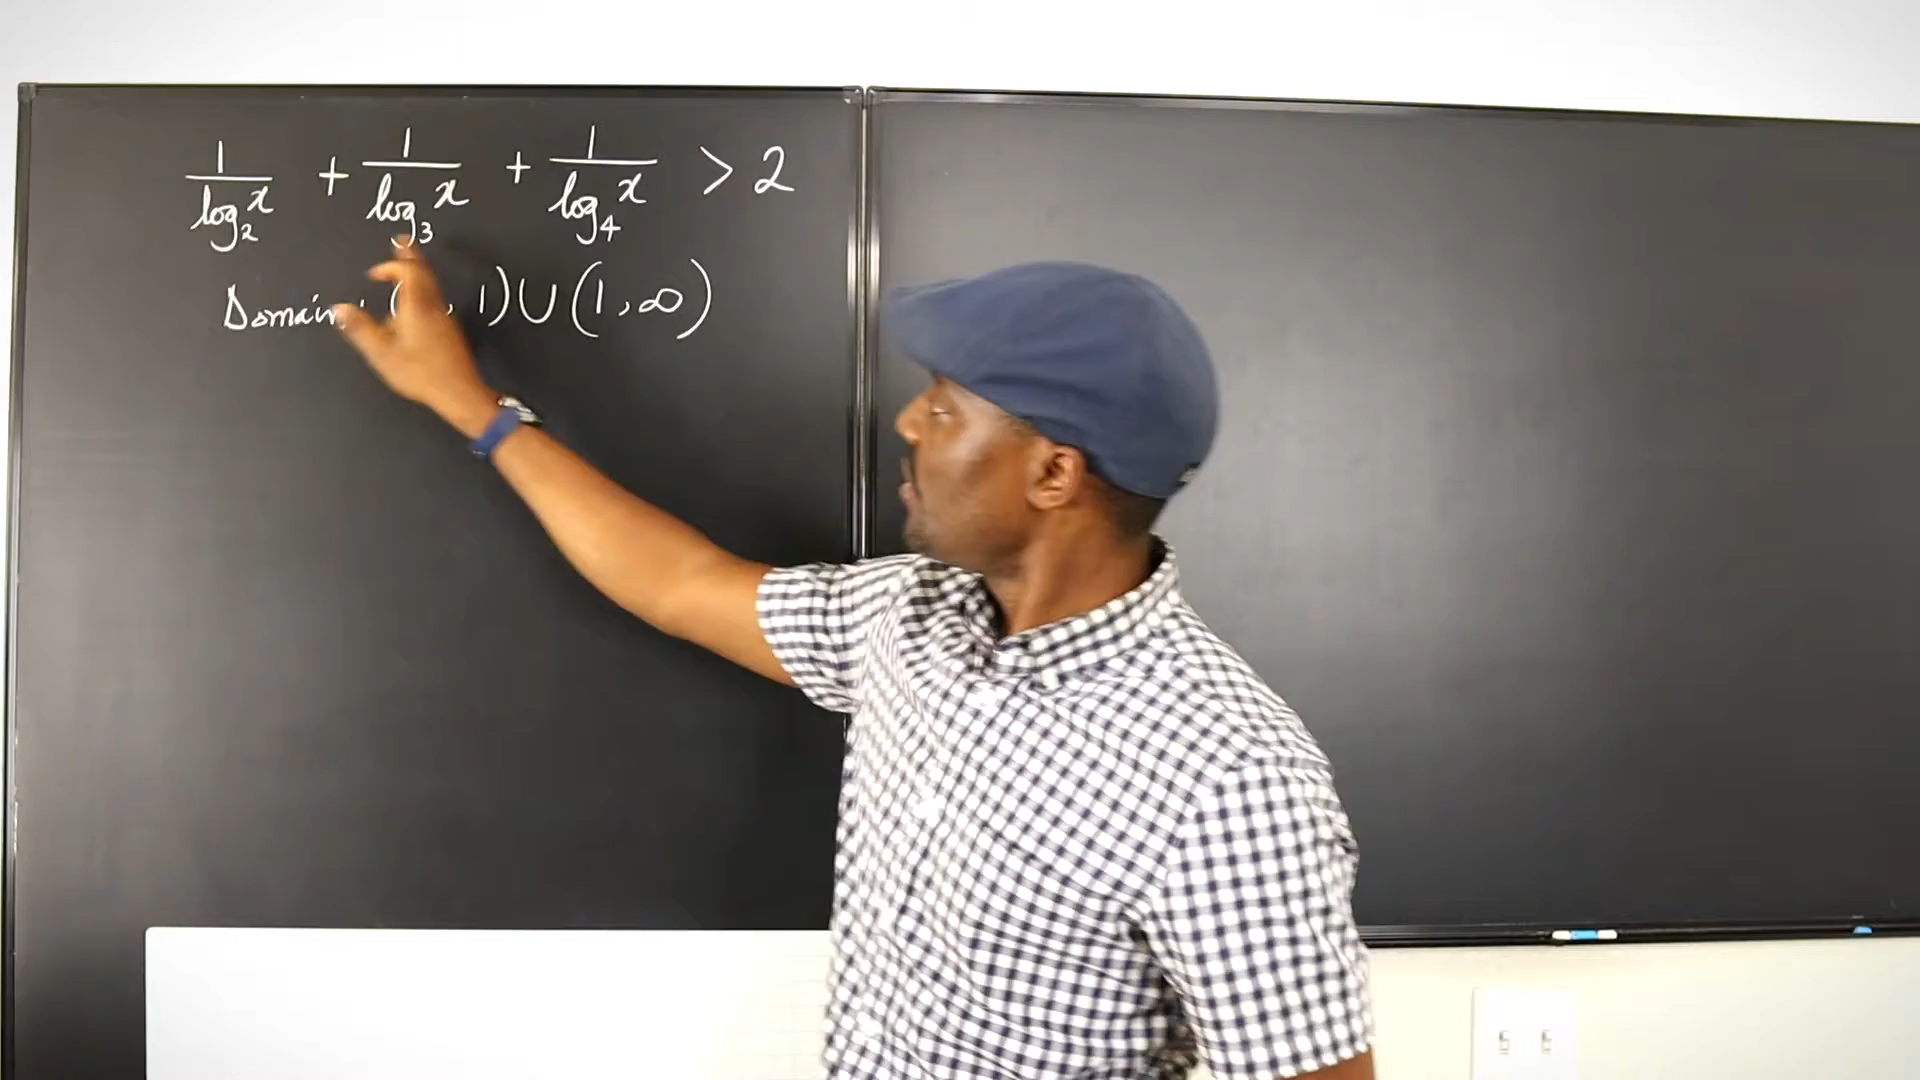 1/log₂x + 1/log₃x + 1/log₄x > 2
Domain: ( , 1)∪(1,∞)